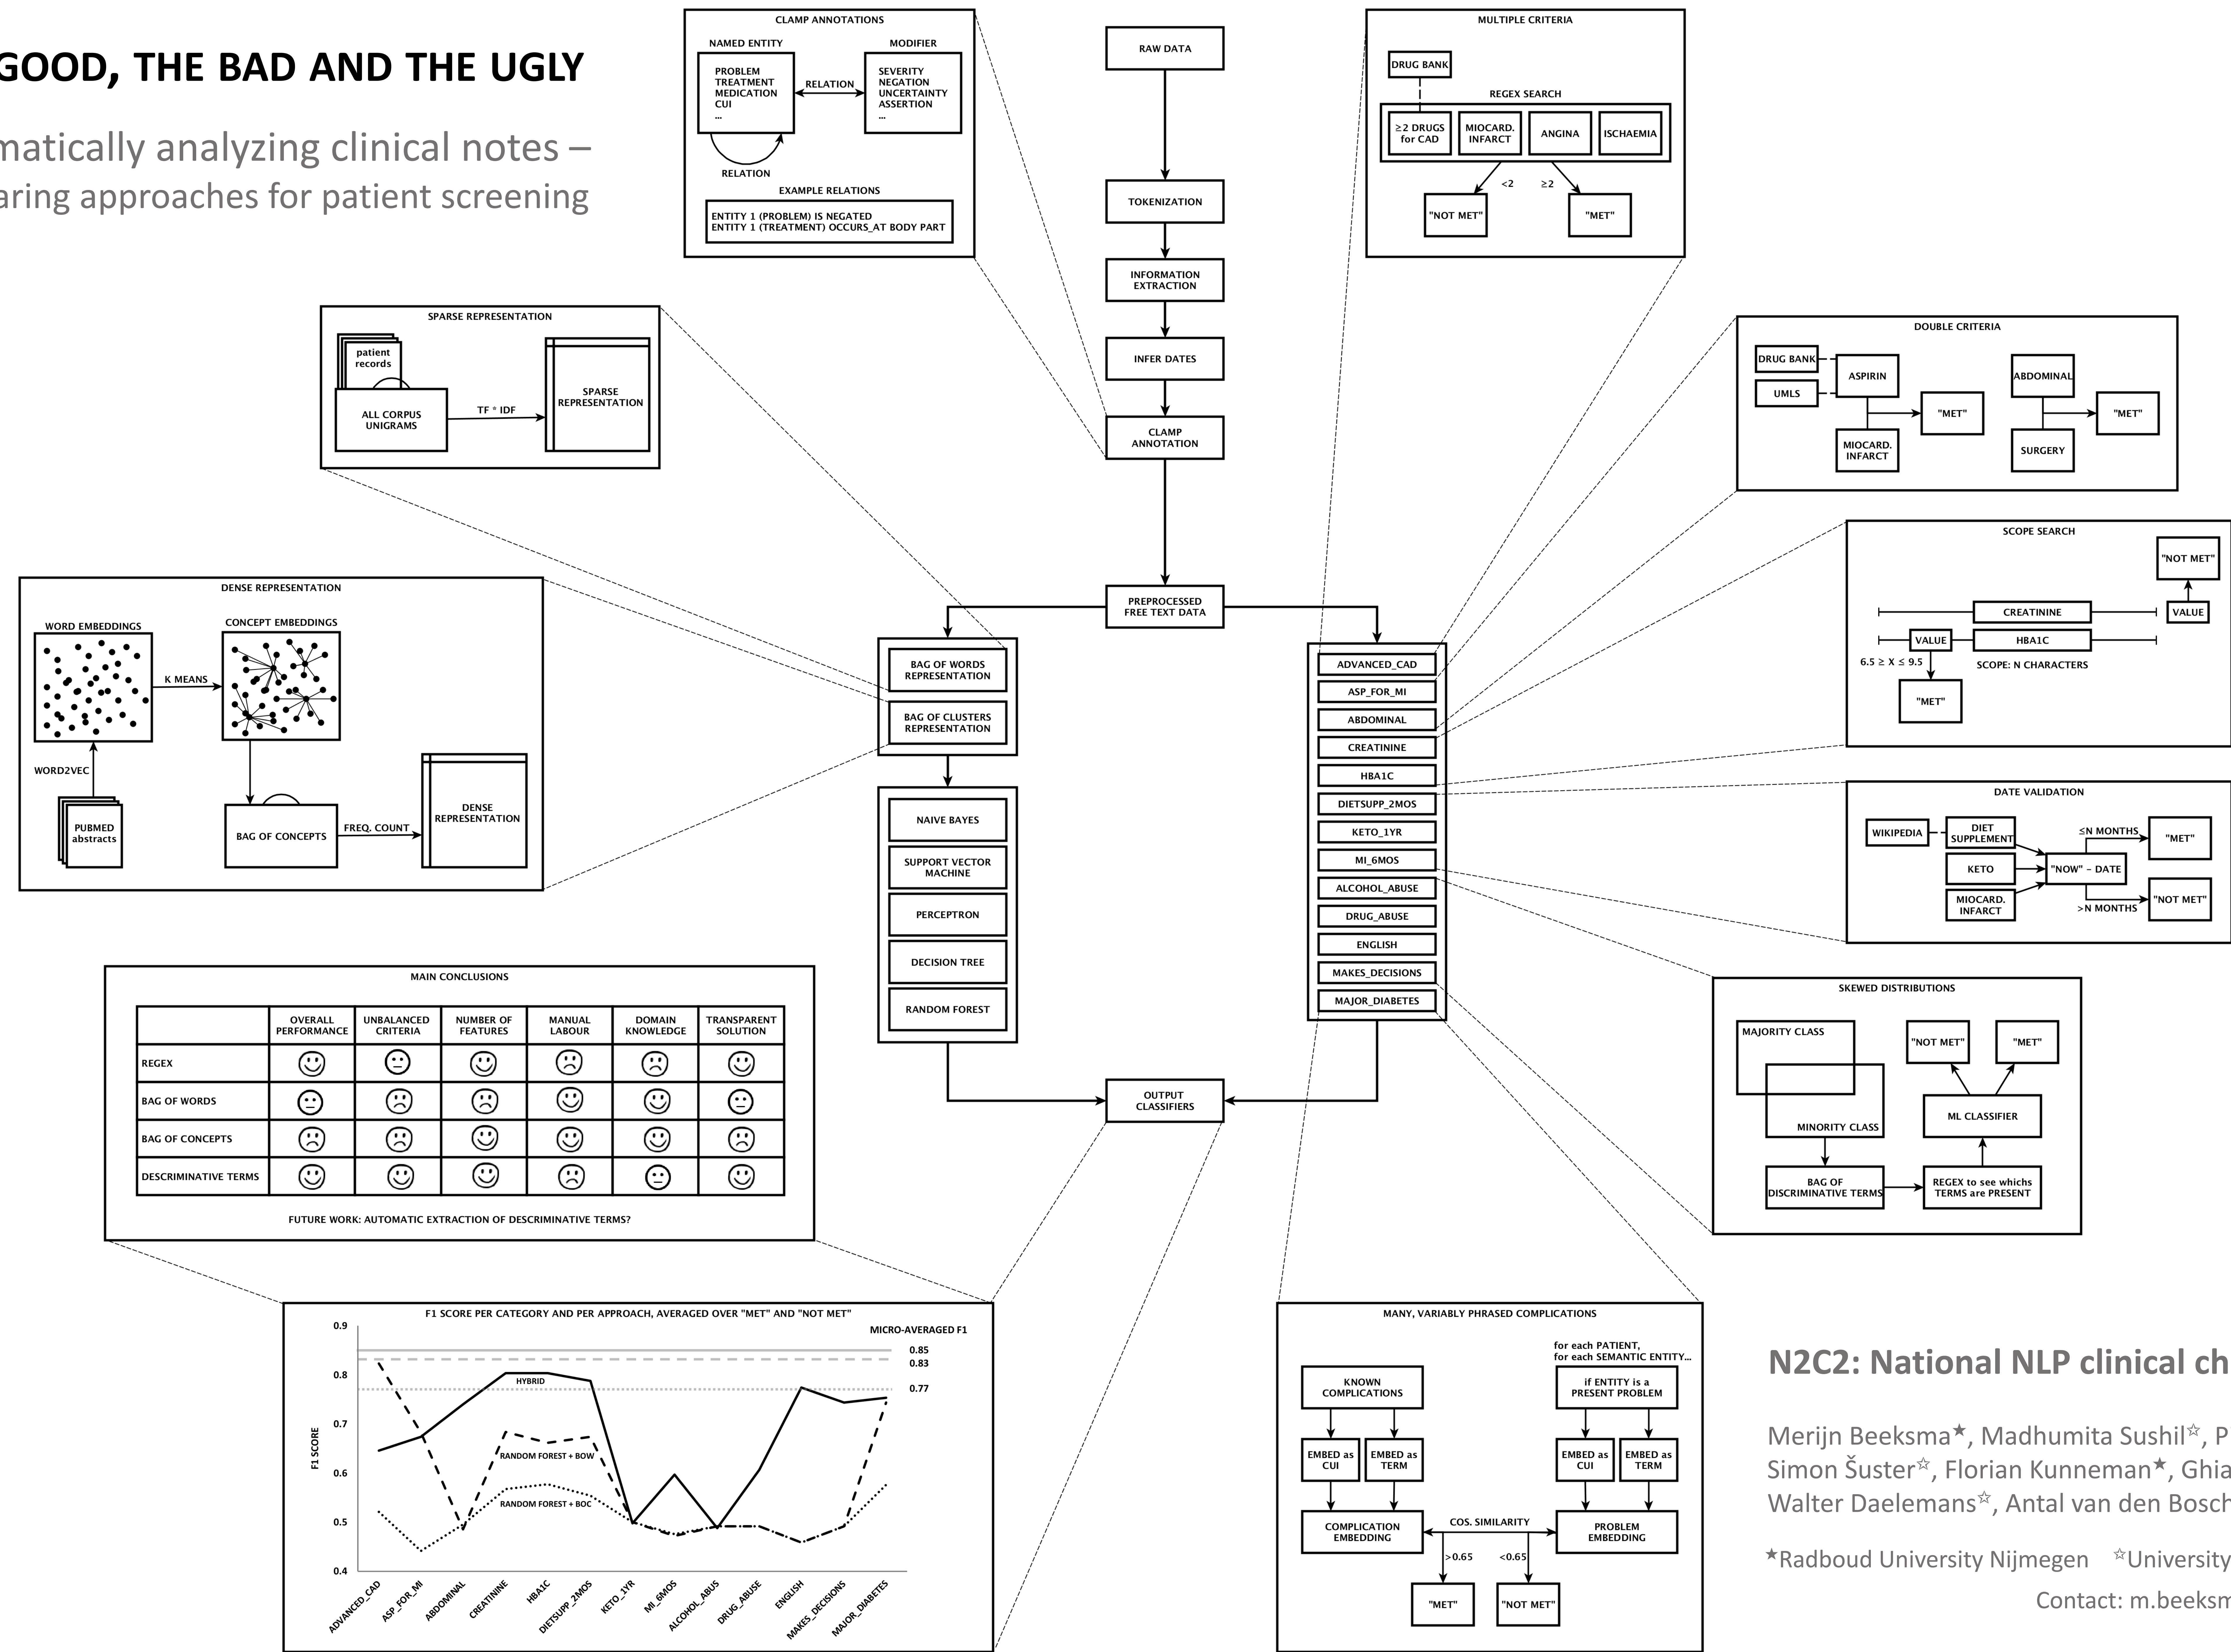 GOOD, THE BAD AND THE UGLY
matically analyzing clinical notes –
aring approaches for patient screening
CLAMP ANNOTATIONS
NAMED ENTITY
MODIFIER
PROBLEM
TREATMENT
MEDICATION
CUI
...
RELATION
SEVERITY
NEGATION
UNCERTAINTY
ASSERTION
...
RELATION
EXAMPLE RELATIONS
ENTITY 1 (PROBLEM) IS NEGATED
ENTITY 1 (TREATMENT) OCCURS_AT BODY PART
RAW DATA
TOKENIZATION
INFORMATION
EXTRACTION
INFER DATES
CLAMP
ANNOTATION
PREPROCESSED
FREE TEXT DATA
MULTIPLE CRITERIA
DRUG BANK
REGEX SEARCH
≥2 DRUGS
for CAD
MIOCARD.
INFARCT
ANGINA
ISCHAEMIA
<2
≥2
"NOT MET"
"MET"
SPARSE REPRESENTATION
patient
records
ALL CORPUS
UNIGRAMS
TF * IDF
SPARSE
REPRESENTATION
DOUBLE CRITERIA
DRUG BANK
UMLS
ASPIRIN
MIOCARD.
INFARCT
"MET"
ABDOMINAL
SURGERY
"MET"
SCOPE SEARCH
"NOT MET"
CREATININE
VALUE
VALUE
HBA1C
6.5 ≥ X ≤ 9.5
SCOPE: N CHARACTERS
"MET"
DENSE REPRESENTATION
WORD EMBEDDINGS
CONCEPT EMBEDDINGS
K MEANS
WORD2VEC
PUBMED
abstracts
BAG OF CONCEPTS
FREQ. COUNT
DENSE
REPRESENTATION
BAG OF WORDS
REPRESENTATION
BAG OF CLUSTERS
REPRESENTATION
NAIVE BAYES
SUPPORT VECTOR
MACHINE
PERCEPTRON
DECISION TREE
RANDOM FOREST
ADVANCED_CAD
ASP_FOR_MI
ABDOMINAL
CREATININE
HBA1C
DIETSUPP_2MOS
KETO_1YR
MI_6MOS
ALCOHOL_ABUSE
DRUG_ABUSE
ENGLISH
MAKES_DECISIONS
MAJOR_DIABETES
OUTPUT
CLASSIFIERS
DATE VALIDATION
WIKIPEDIA
DIET
SUPPLEMENT
KETO
MIOCARD.
INFARCT
"NOW" – DATE
≤N MONTHS
>N MONTHS
"MET"
"NOT MET"
SKEWED DISTRIBUTIONS
MAJORITY CLASS
MINORITY CLASS
"NOT MET"
"MET"
ML CLASSIFIER
BAG OF
DISCRIMINATIVE TERMS
REGEX to see whichs
TERMS are PRESENT
MAIN CONCLUSIONS
OVERALL
PERFORMANCE
UNBALANCED
CRITERIA
NUMBER OF
FEATURES
MANUAL
LABOUR
DOMAIN
KNOWLEDGE
TRANSPARENT
SOLUTION
REGEX
BAG OF WORDS
BAG OF CONCEPTS
DESCRIMINATIVE TERMS
FUTURE WORK: AUTOMATIC EXTRACTION OF DESCRIMINATIVE TERMS?
F1 SCORE PER CATEGORY AND PER APPROACH, AVERAGED OVER "MET" AND "NOT MET"
MICRO-AVERAGED F1
0.9
0.8
0.7
0.6
0.5
0.4
F1 SCORE
0.85
0.83
0.77
HYBRID
RANDOM FOREST + BOW
RANDOM FOREST + BOC
ADVANCED_CAD
ASP_FOR_MI
ABDOMINAL
CREATININE
HBA1C
DIETSUPP_2MOS
KETO_1YR
MI_6MOS
ALCOHOL_ABUS
DRUG_ABUSE
ENGLISH
MAKES_DECISIONS
MAJOR_DIABETES
MANY, VARIABLY PHRASED COMPLICATIONS
for each PATIENT,
for each SEMANTIC ENTITY...
KNOWN
COMPLICATIONS
if ENTITY is a
PRESENT PROBLEM
EMBED as
CUI
EMBED as
TERM
EMBED as
CUI
EMBED as
TERM
COMPLICATION
EMBEDDING
COS. SIMILARITY
PROBLEM
EMBEDDING
>0.65
<0.65
"MET"
"NOT MET"
N2C2: National NLP clinical ch
Merijn Beeksma★, Madhumita Sushil☆, P
Simon Šuster☆, Florian Kunneman★, Ghia
Walter Daelemans☆, Antal van den Bosch
★Radboud University Nijmegen ☆University
Contact: m.beeksm